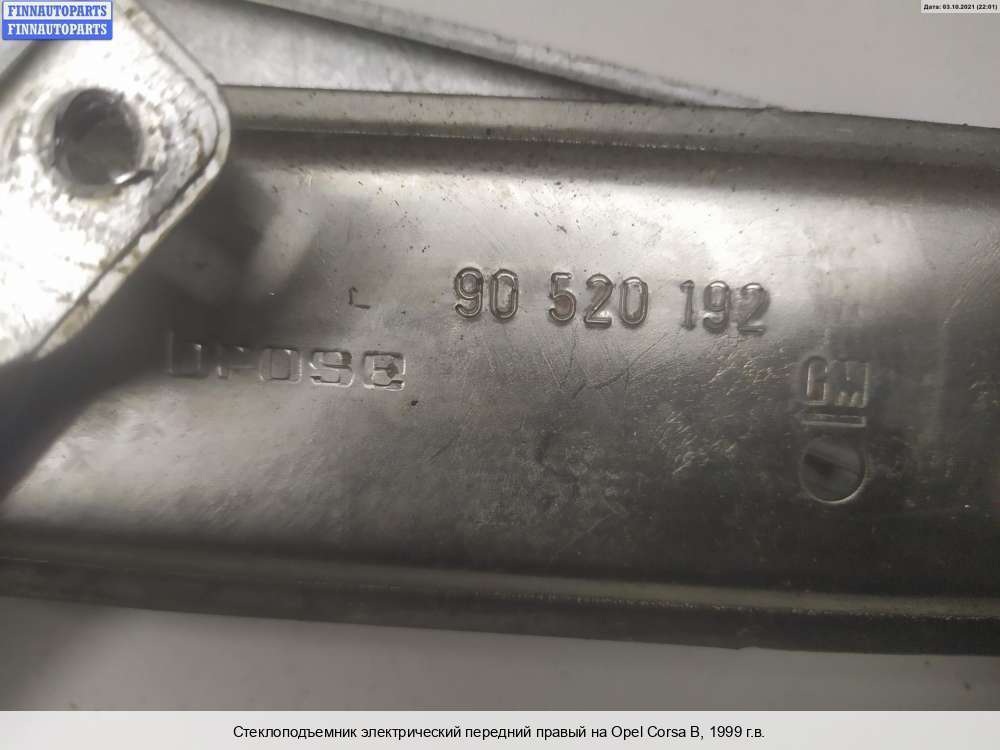 FINNAUTOPARTS
FINNAUTOPARTS
Дата: 03.10.2021 (22:01)
90 520 192
GM
Стеклоподъемник электрический передний правый на Opel Corsa B, 1999 г.в.